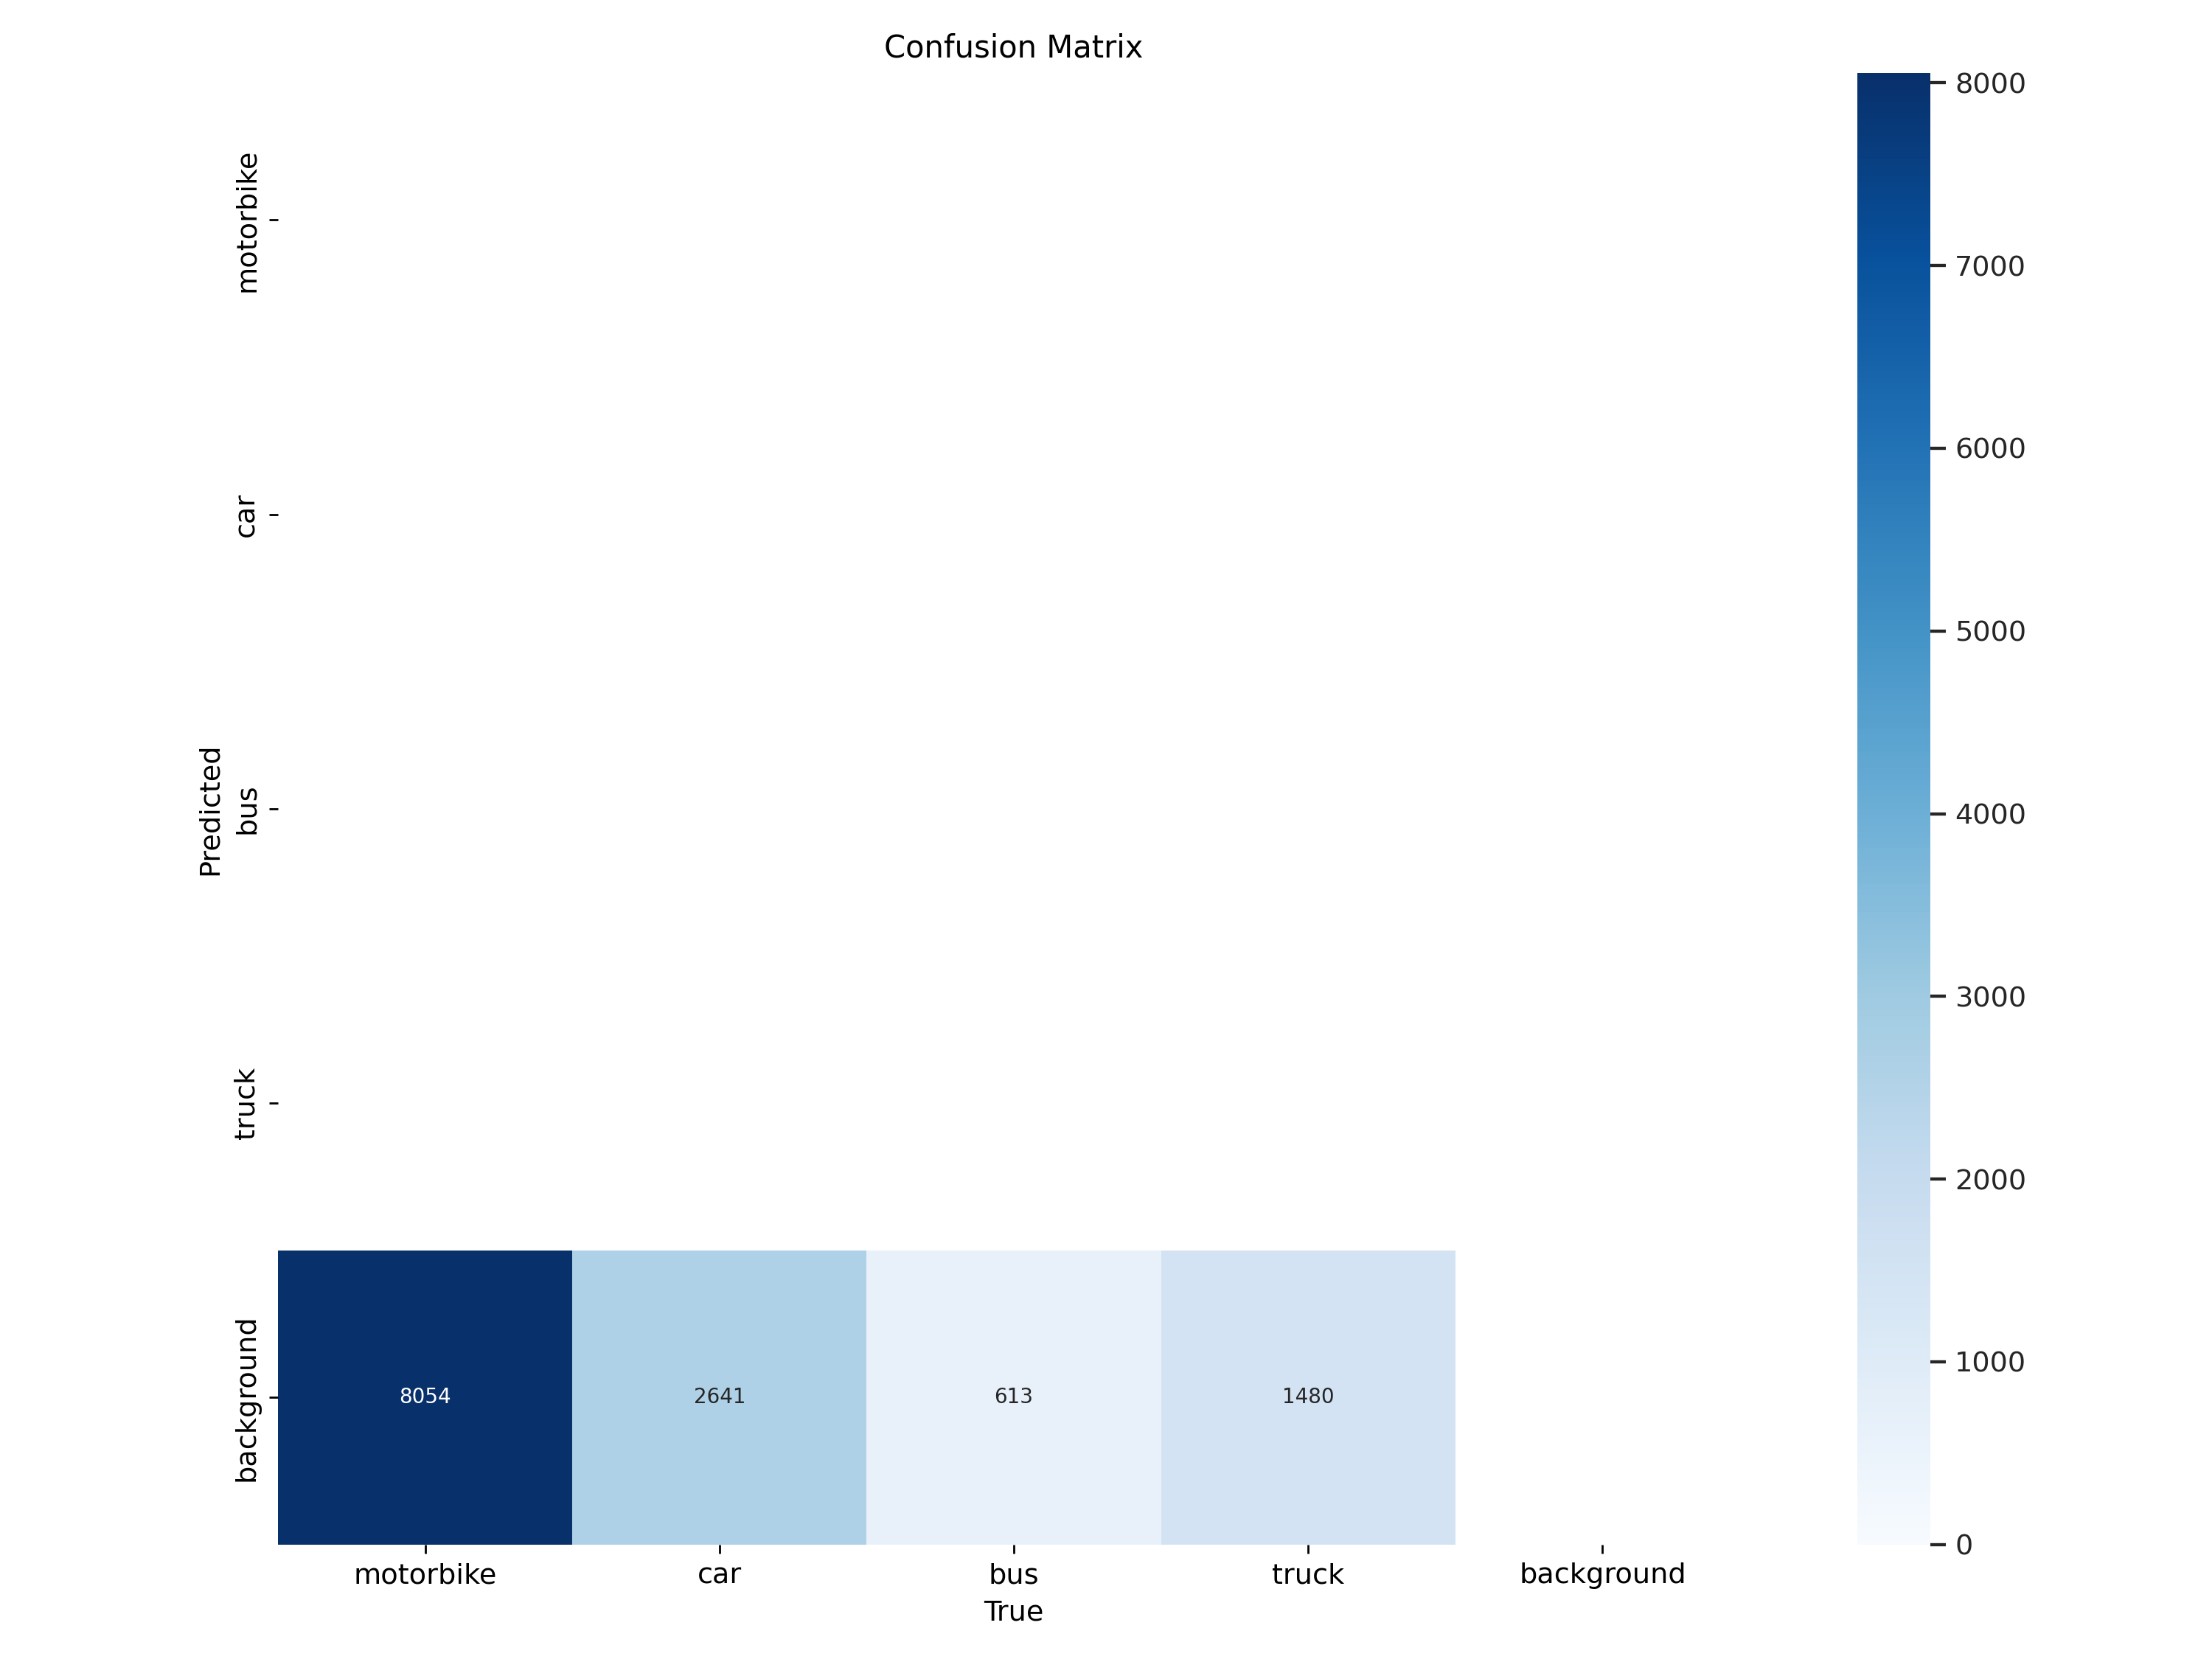 Confusion Matrix
motorbike
car
bus
truck
background
Predicted
8054 2641 613 1480
motorbike car bus truck background
True
8000
7000
6000
5000
4000
3000
2000
1000
0